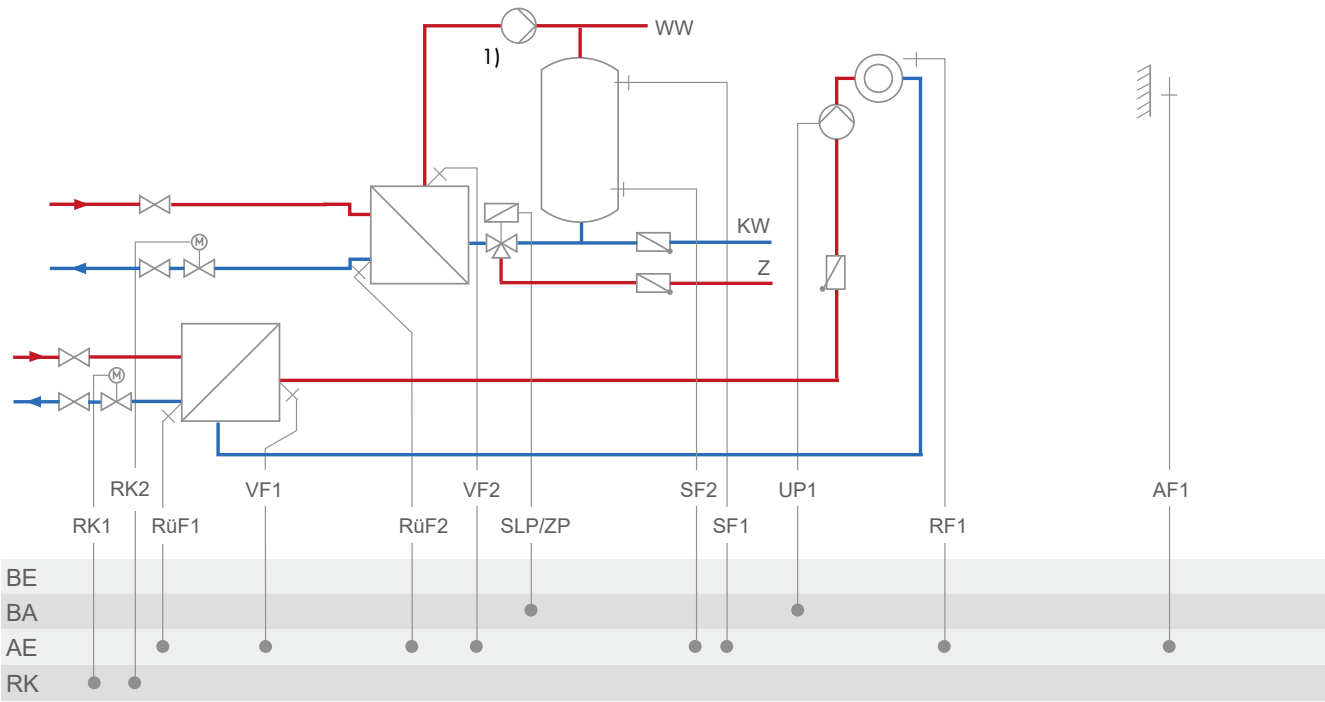 WW
1)
KW
Z
M
M
RK2
VF1
VF2
SF2
UP1
AF1
RK1
RüF1
RüF2
SLP/ZP
SF1
RF1
BE
BA
AE
RK